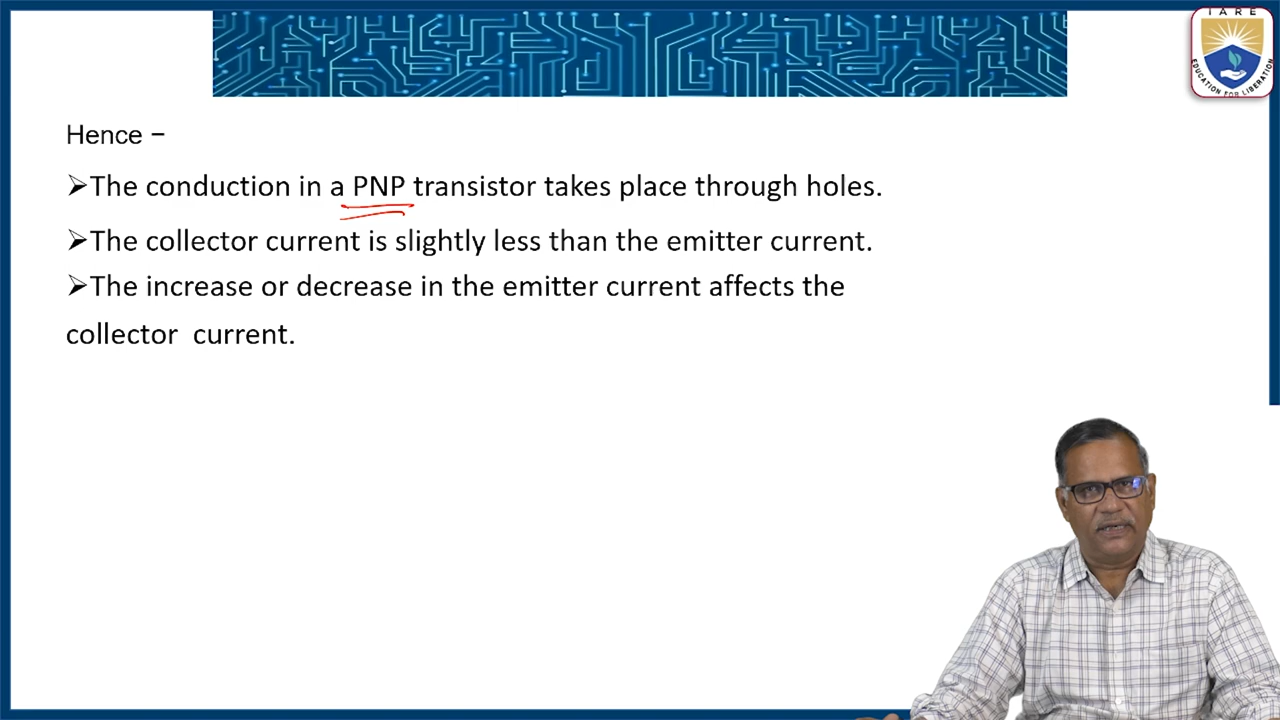 IARE
EDUCATION FOR LIBERATION
Hence –
➢The conduction in a PNP transistor takes place through holes.
➢The collector current is slightly less than the emitter current.
➢The increase or decrease in the emitter current affects the
collector current.